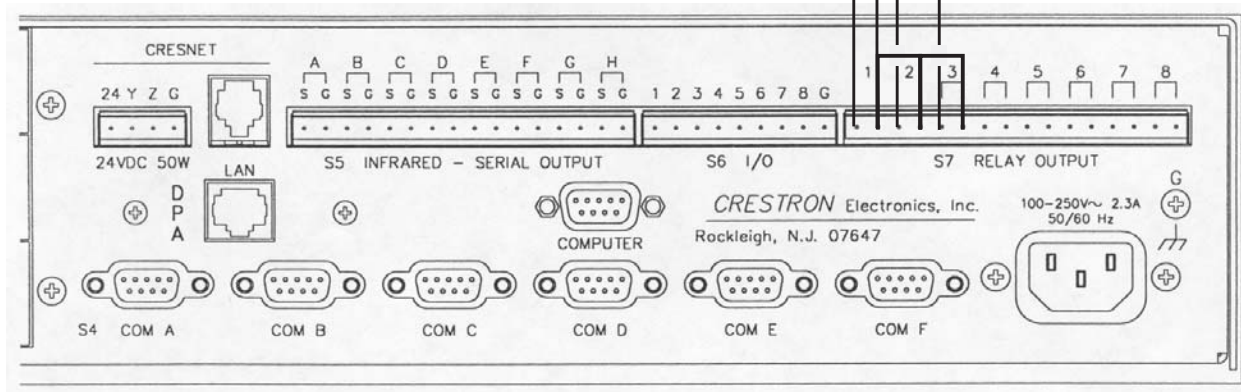 CRESNET
A B C D E F G H
24 Y Z G
S G S G S G S G S G S G S G S G
1 2 3 4 5 6 7 8 G
1 2 3 4 5 6 7 8
24VDC 50W
LAN
S5 INFRARED - SERIAL OUTPUT
S6 I/O
S7 RELAY OUTPUT
D
P
A
COMPUTER
CRESTRON Electronics, Inc.
Rockleigh, N.J. 07647
100-250V~ 2.3A
50/60 Hz
G
S4 COM A
COM B
COM C
COM D
COM E
COM F